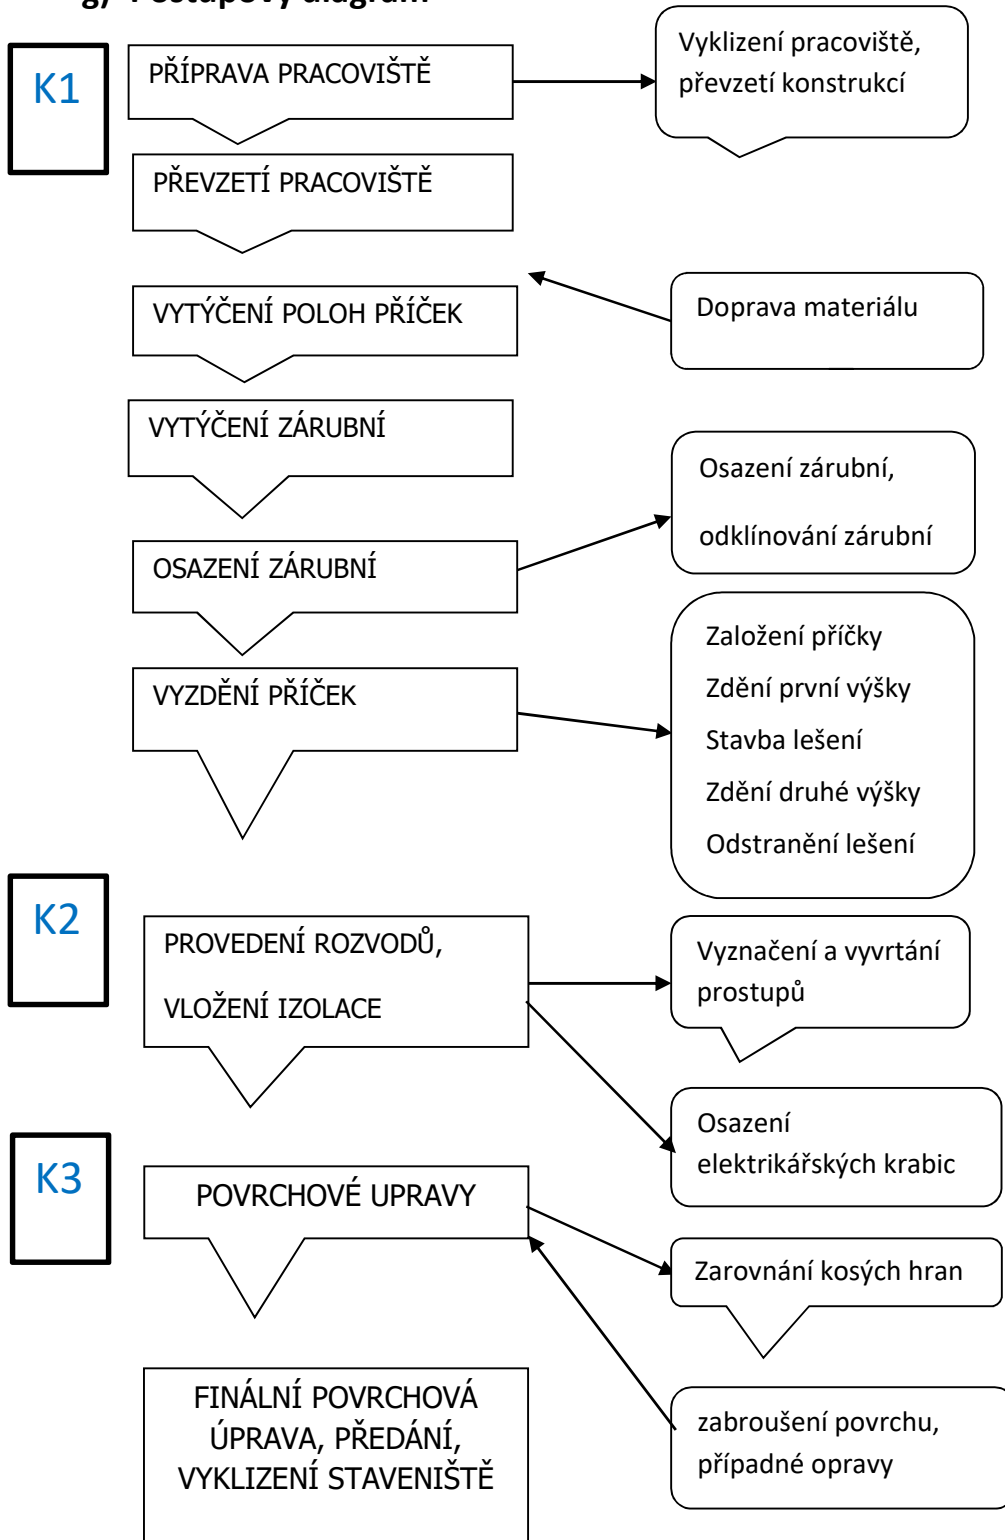 g) Postupový diagram
K1
PŘÍPRAVA PRACOVIŠTĚ
Vyklizení pracoviště,
převzetí konstrukcí
PŘEVZETÍ PRACOVIŠTĚ
VYTÝČENÍ POLOH PŘÍČEK
Doprava materiálu
VYTÝČENÍ ZÁRUBNÍ
Osazení zárubní,
odklínování zárubní
OSAZENÍ ZÁRUBNÍ
VYZDĚNÍ PŘÍČEK
Založení příčky
Zdění první výšky
Stavba lešení
Zdění druhé výšky
Odstranění lešení
K2
PROVEDENÍ ROZVODŮ,
VLOŽENÍ IZOLACE
Vyznačení a vyvrtání
prostupů
Osazení
elektrikářských krabic
K3
POVRCHOVÉ UPRAVY
Zarovnání kosých hran
FINÁLNÍ POVRCHOVÁ
ÚPRAVA, PŘEDÁNÍ,
VYKLIZENÍ STAVENIŠTĚ
zabroušení povrchu,
případné opravy